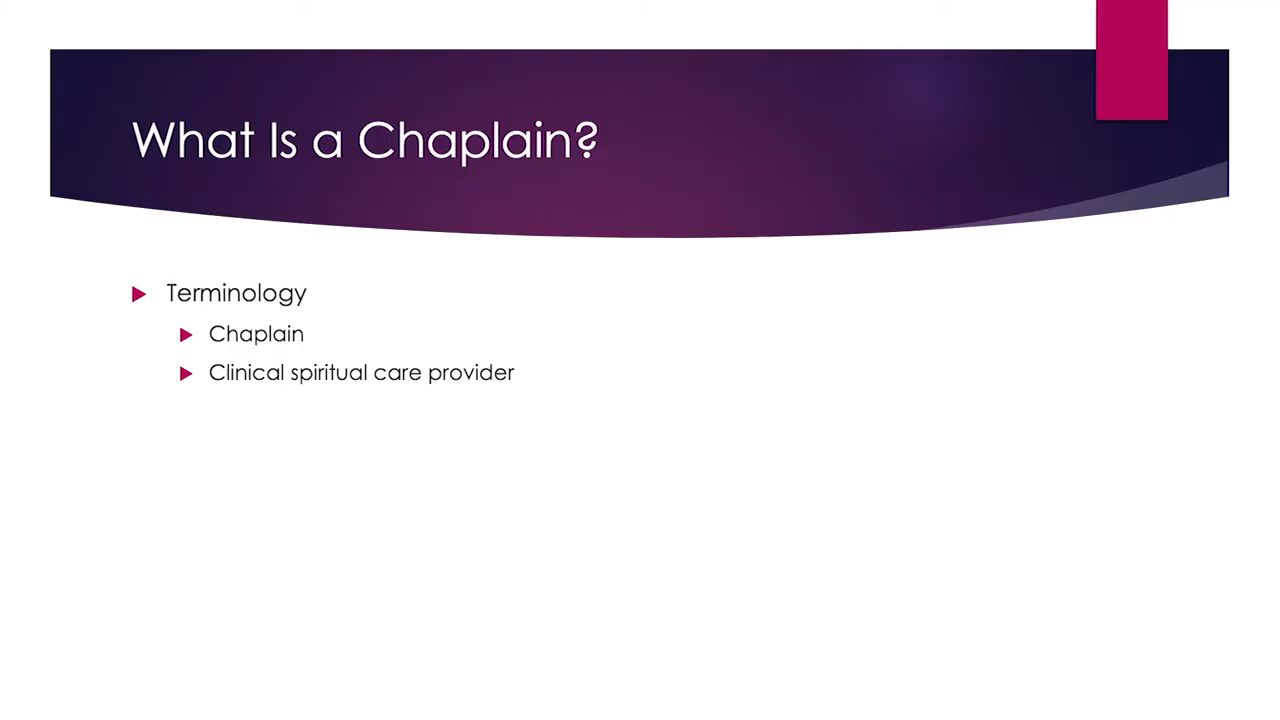 What Is a Chaplain?
Terminology
Chaplain
Clinical spiritual care provider